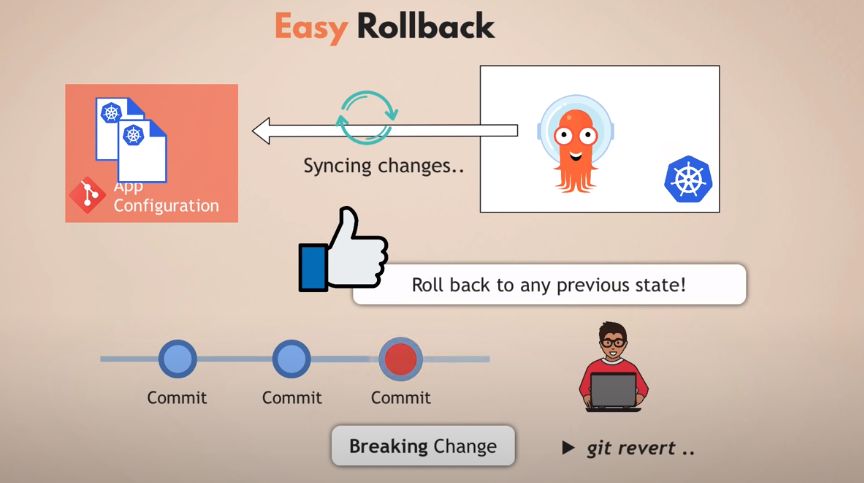 Easy Rollback
Syncing changes..
App
Configuration
Roll back to any previous state!
Commit
Commit
Commit
Breaking Change
git revert ..